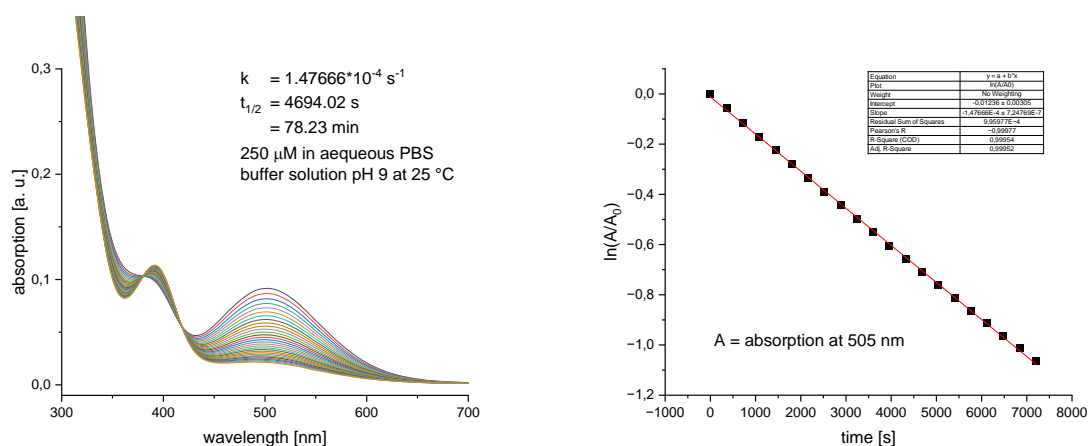 0,3
0,2
0,1
0,0
300 400 500 600 700
absorption [a. u.]
wavelength [nm]
k = 1.47666*10-4 s-1
t1/2 = 4694.02 s
= 78.23 min
250 μM in aequeous PBS
buffer solution pH 9 at 25 °C
0,0
−0,2
−0,4
−0,6
−0,8
−1,0
−1,2
−1000 0 1000 2000 3000 4000 5000 6000 7000 8000
ln(A/A0)
time [s]
A = absorption at 505 nm
Equation y = a + b*x
Plot ln(A/A0)
Weight No Weighting
Intercept -0,01236 ± 0,00305
Slope -1,47666E-4 ± 7,24769E-7
Residual Sum of Squares 9,95977E−4
Pearson's R −0,99977
R-Square (COD) 0,99954
Adj. R-Square 0,99952